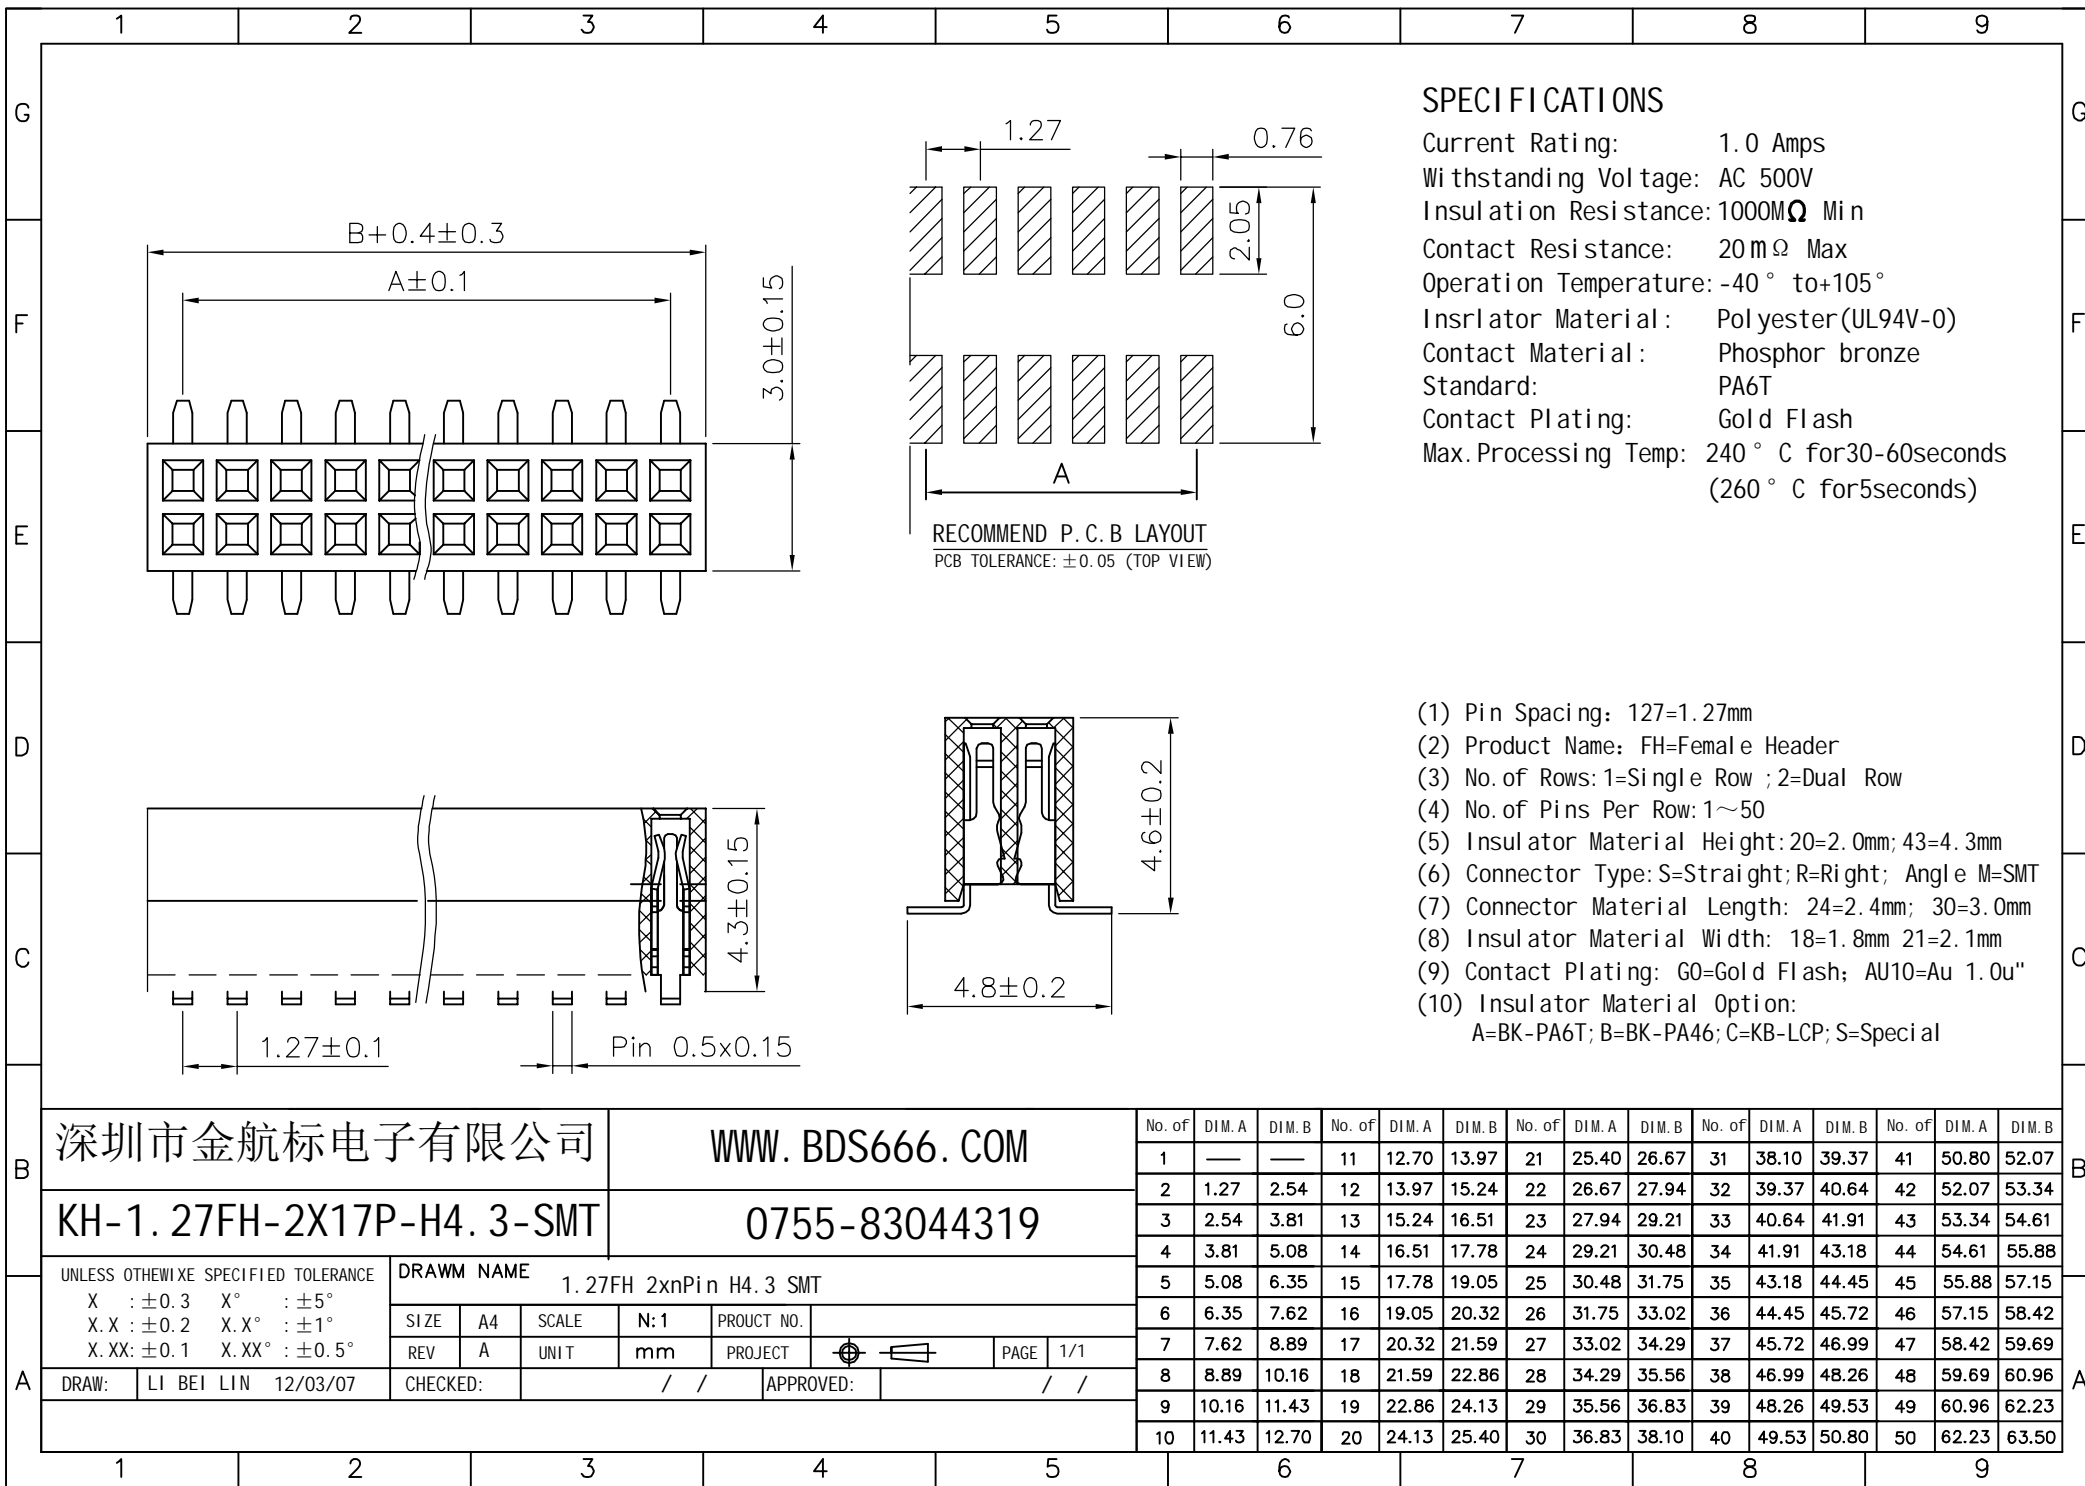 1 2 3 4 5 6 7 8 9
G G
F F
E E
D D
C C
B B
A A
B+0.4±0.3
A±0.1
3.0±0.15
1.27
0.76
2.05
6.0
A
RECOMMEND P.C.B LAYOUT
PCB TOLERANCE:±0.05 (TOP VIEW)
SPECIFICATIONS
Current Rating: 1.0 Amps
Withstanding Voltage: AC 500V
Insulation Resistance:1000MΩ Min
Contact Resistance: 20mΩ Max
Operation Temperature:-40° to+105°
Insrlator Material: Polyester(UL94V-0)
Contact Material: Phosphor bronze
Standard: PA6T
Contact Plating: Gold Flash
Max.Processing Temp: 240° C for30-60seconds
(260° C for5seconds)
4.3±0.15
1.27±0.1
Pin 0.5x0.15
4.6±0.2
4.8±0.2
(1) Pin Spacing: 127=1.27mm
(2) Product Name: FH=Female Header
(3) No.of Rows:1=Single Row ;2=Dual Row
(4) No.of Pins Per Row:1~50
(5) Insulator Material Height:20=2.0mm;43=4.3mm
(6) Connector Type:S=Straight;R=Right; Angle M=SMT
(7) Connector Material Length: 24=2.4mm; 30=3.0mm
(8) Insulator Material Width: 18=1.8mm 21=2.1mm
(9) Contact Plating: G0=Gold Flash; AU10=Au 1.0u"
(10) Insulator Material Option:
A=BK-PA6T;B=BK-PA46;C=KB-LCP;S=Special
深圳市金航标电子有限公司
WWW.BDS666.COM
KH-1.27FH-2X17P-H4.3-SMT
0755-83044319
UNLESS OTHEWIXE SPECIFIED TOLERANCE
X :±0.3 X° :±5°
X.X :±0.2 X.X° :±1°
X.XX:±0.1 X.XX° :±0.5°
DRAWM NAME
1.27FH 2xnPin H4.3 SMT
SIZE A4 SCALE N:1 PROUCT NO.
REV A UNIT mm PROJECT PAGE 1/1
DRAW: LI BEI LIN 12/03/07 CHECKED: / / APPROVED: / /
No.of DIM.A DIM.B No.of DIM.A DIM.B No.of DIM.A DIM.B No.of DIM.A DIM.B No.of DIM.A DIM.B
1 — — 11 12.70 13.97 21 25.40 26.67 31 38.10 39.37 41 50.80 52.07
2 1.27 2.54 12 13.97 15.24 22 26.67 27.94 32 39.37 40.64 42 52.07 53.34
3 2.54 3.81 13 15.24 16.51 23 27.94 29.21 33 40.64 41.91 43 53.34 54.61
4 3.81 5.08 14 16.51 17.78 24 29.21 30.48 34 41.91 43.18 44 54.61 55.88
5 5.08 6.35 15 17.78 19.05 25 30.48 31.75 35 43.18 44.45 45 55.88 57.15
6 6.35 7.62 16 19.05 20.32 26 31.75 33.02 36 44.45 45.72 46 57.15 58.42
7 7.62 8.89 17 20.32 21.59 27 33.02 34.29 37 45.72 46.99 47 58.42 59.69
8 8.89 10.16 18 21.59 22.86 28 34.29 35.56 38 46.99 48.26 48 59.69 60.96
9 10.16 11.43 19 22.86 24.13 29 35.56 36.83 39 48.26 49.53 49 60.96 62.23
10 11.43 12.70 20 24.13 25.40 30 36.83 38.10 40 49.53 50.80 50 62.23 63.50
1 2 3 4 5 6 7 8 9